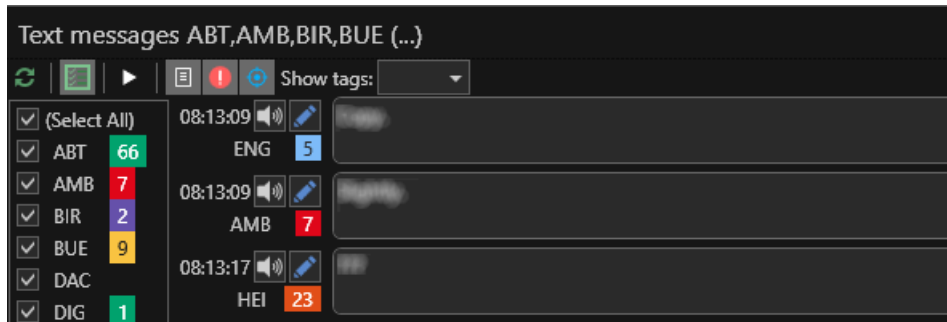 Text messages ABT,AMB,BIR,BUE (...)
Show tags:
(Select All)
ABT 66
AMB 7
BIR 2
BUE 9
DAC
DIG 1
08:13:09
ENG 5
08:13:09
AMB 7
08:13:17
HEI 23